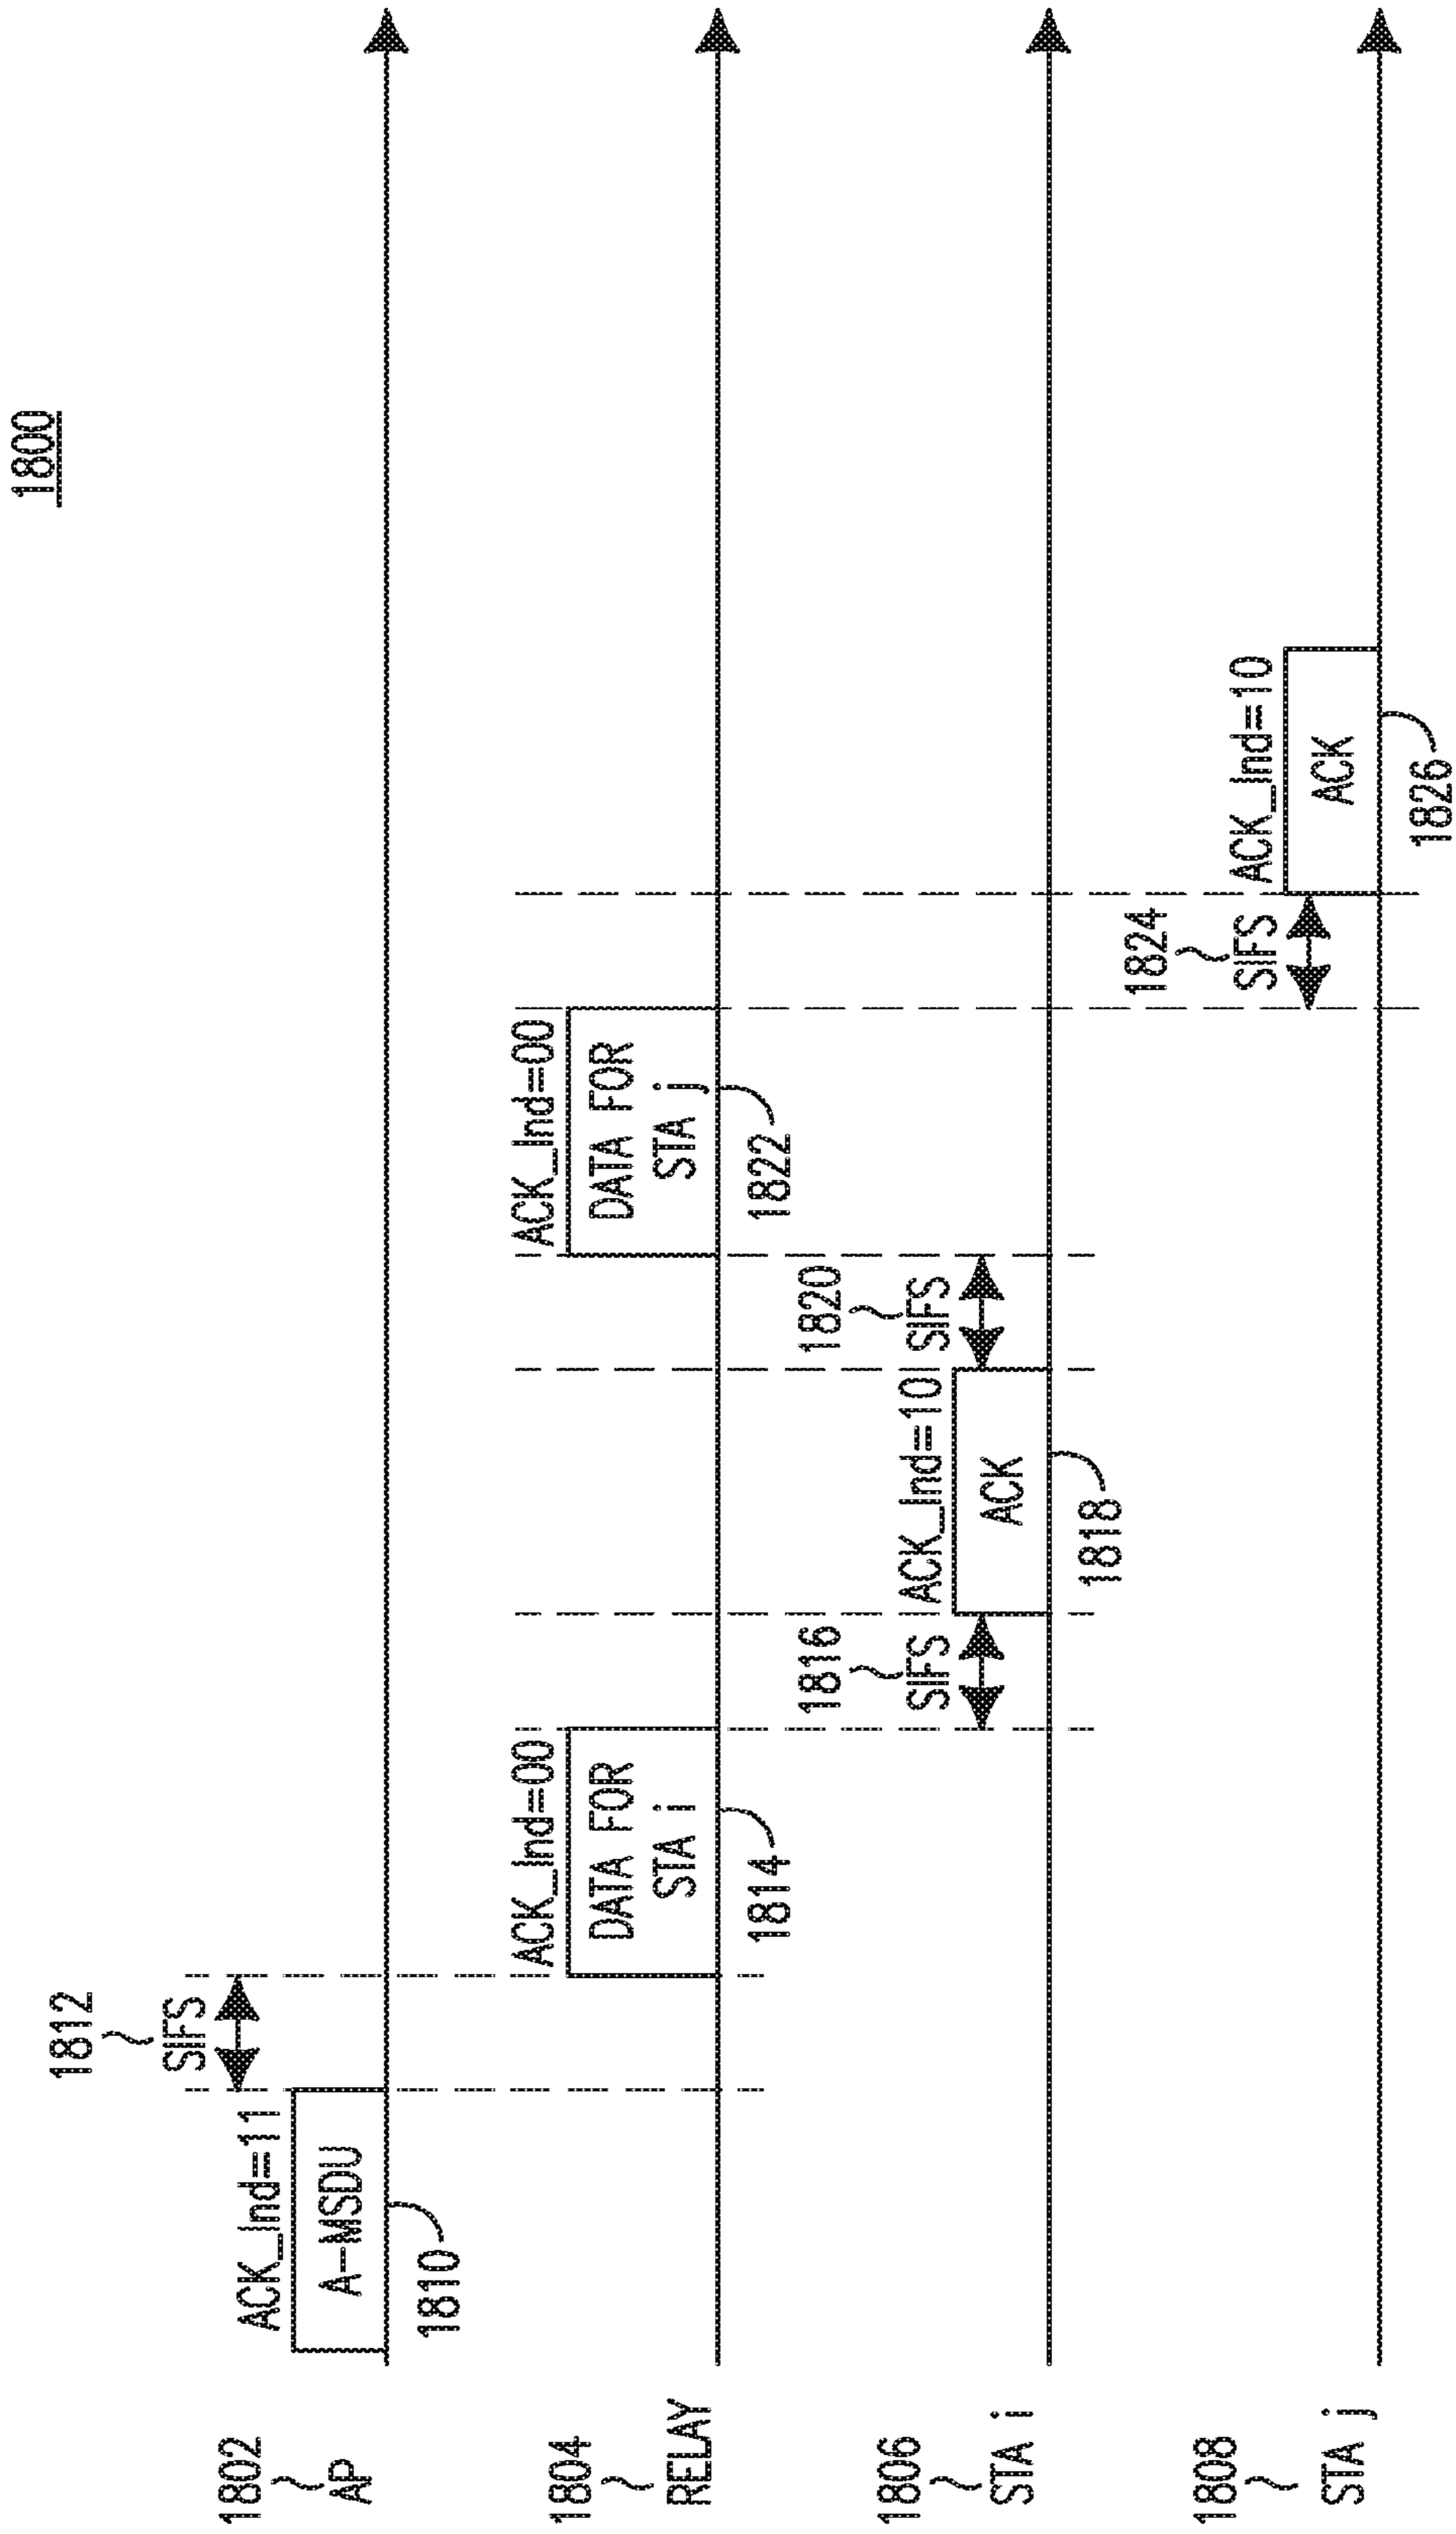 1800
1802
AP
ACK_Ind=11
A-MSDU
1810
1812
SIFS
1804
RELAY
ACK_Ind=00
DATA FOR
STA i
1814
ACK_Ind=00
DATA FOR
STA j
1822
1806
STA i
1816
SIFS
ACK_Ind=10
ACK
1818
1820
SIFS
1808
STA j
1824
SIFS
ACK_Ind=10
ACK
1826